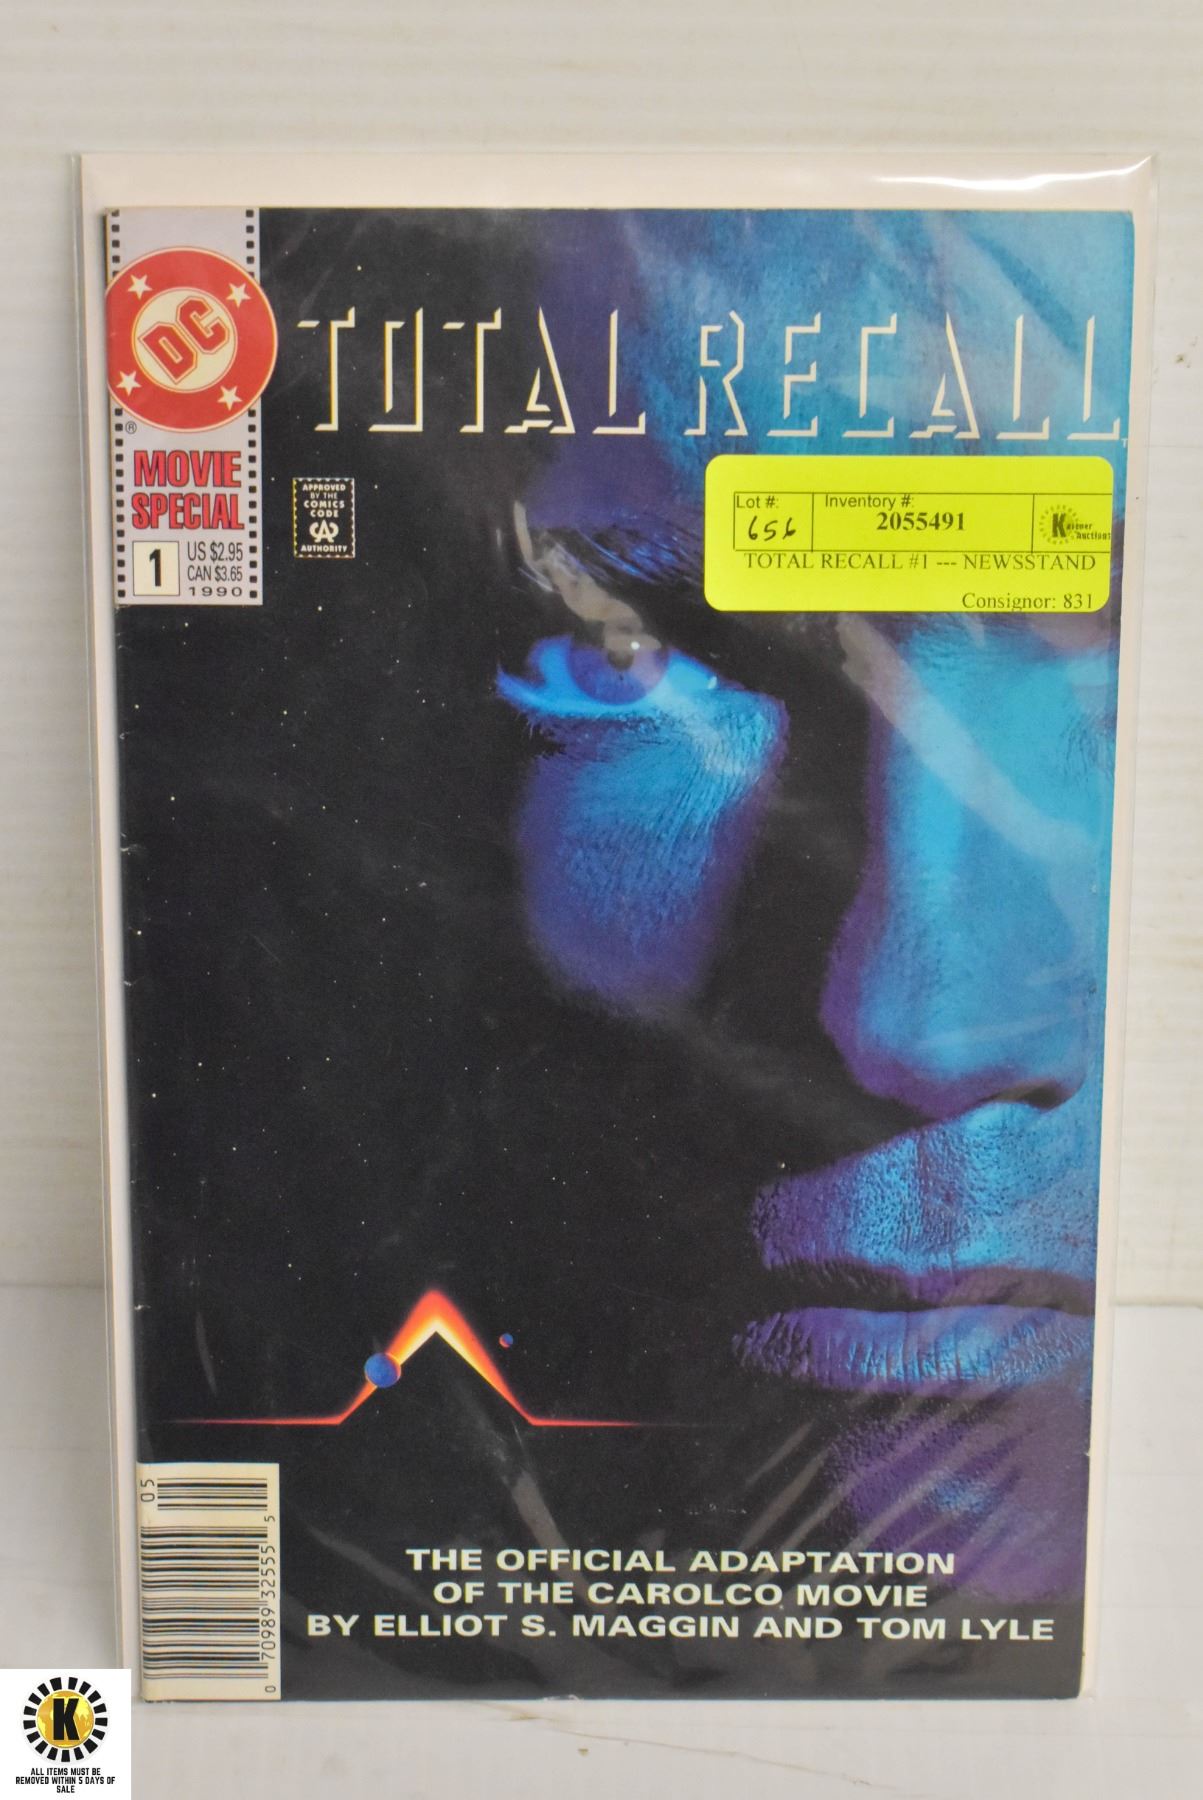 DC
®
MOVIE
SPECIAL
1
US $2.95
CAN $3.65
1990
TOTAL RECALL
APPROVED
BY THE
COMICS
CODE
CA
AUTHORITY
Lot #:
656
Inventory #:
2055491
Kastner
Auctions
TOTAL RECALL #1 --- NEWSSTAND
Consignor: 831
THE OFFICIAL ADAPTATION
OF THE CAROLCO MOVIE
BY ELLIOT S. MAGGIN AND TOM LYLE
05
0 70989 32555 5
K
ALL ITEMS MUST BE
REMOVED WITHIN 5 DAYS OF
SALE